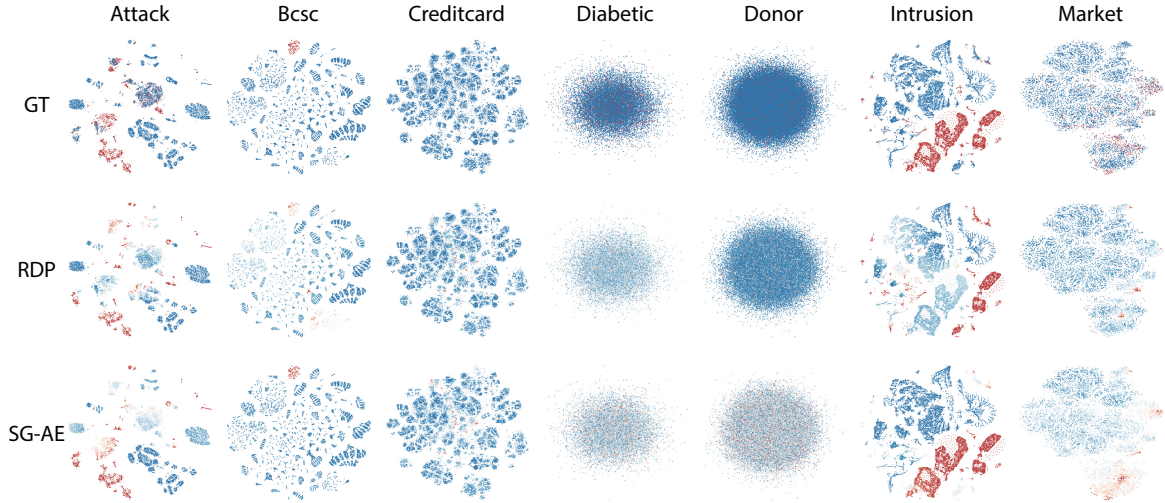 Attack Bcsc Creditcard Diabetic Donor Intrusion Market
GT
RDP
SG-AE